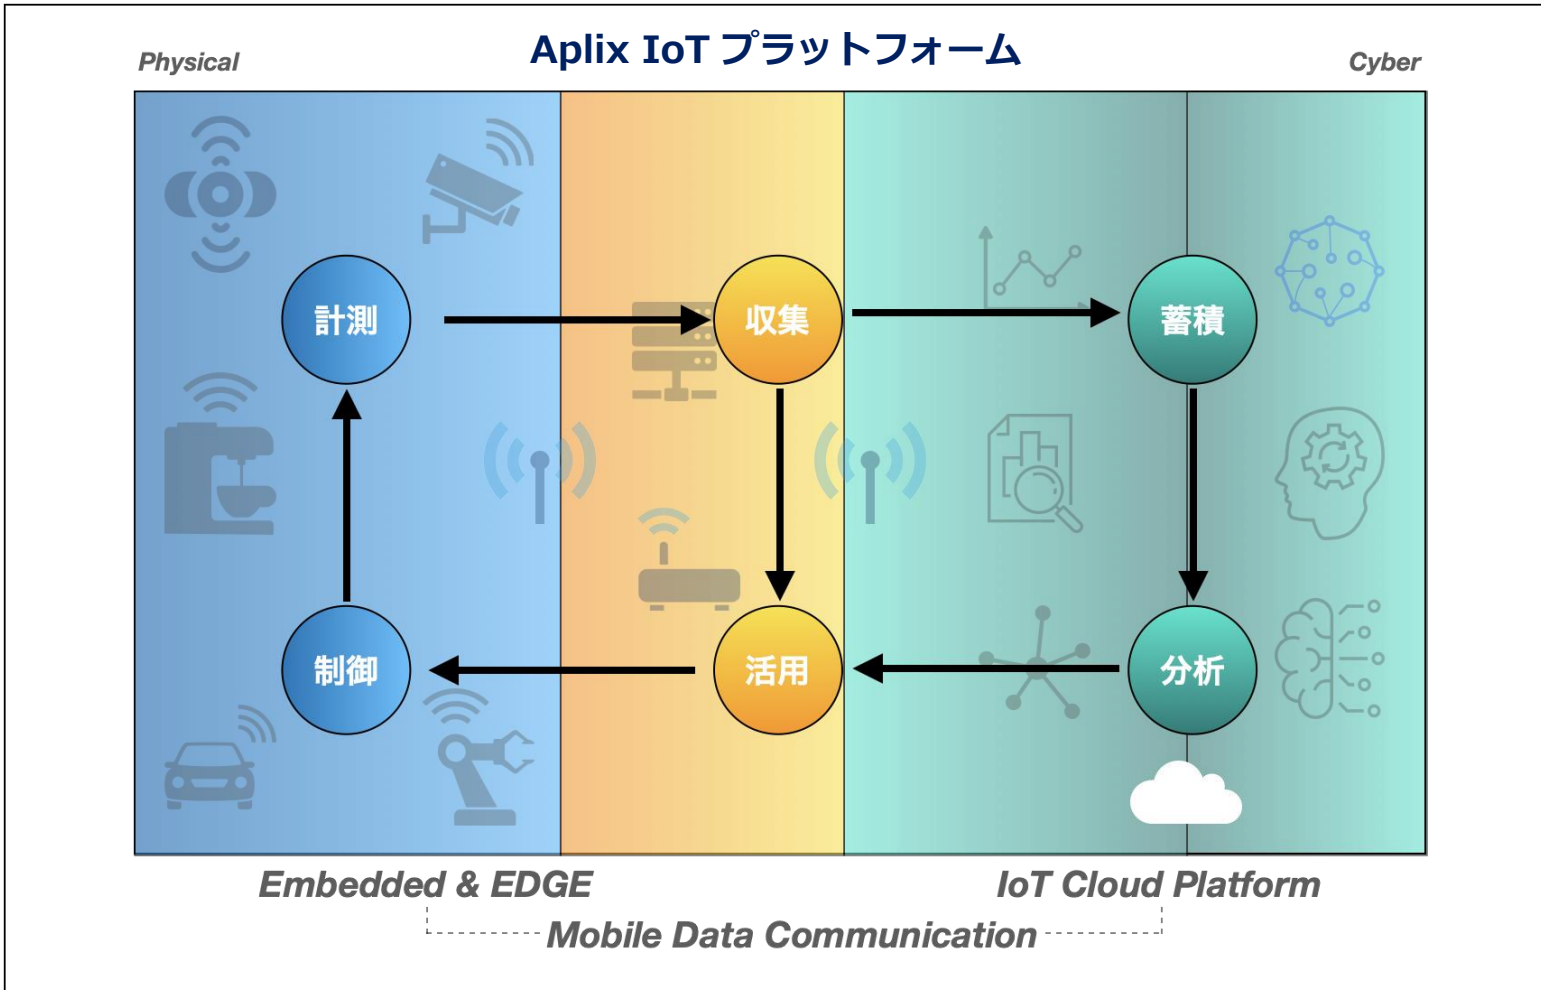 Aplix IoT プラットフォーム
Physical
Cyber
計測
収集
蓄積
制御
活用
分析
Embedded & EDGE
IoT Cloud Platform
Mobile Data Communication